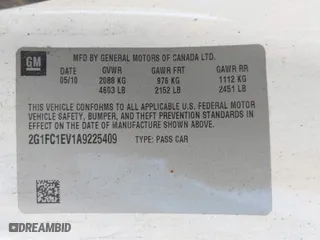 GM
MFD BY GENERAL MOTORS OF CANADA LTD.
DATE GVWR GAWR FRT GAWR RR
05/10 2088 KG 976 KG 1112 KG
4603 LB 2152 LB 2451 LB
THIS VEHICLE CONFORMS TO ALL APPLICABLE U.S. FEDERAL MOTOR
VEHICLE SAFETY, BUMPER, AND THEFT PREVENTION STANDARDS IN
EFFECT ON THE DATE OF MANUFACTURE SHOWN ABOVE.
2G1FC1EV1A9225409 TYPE: PASS CAR
© AutoBidMaster